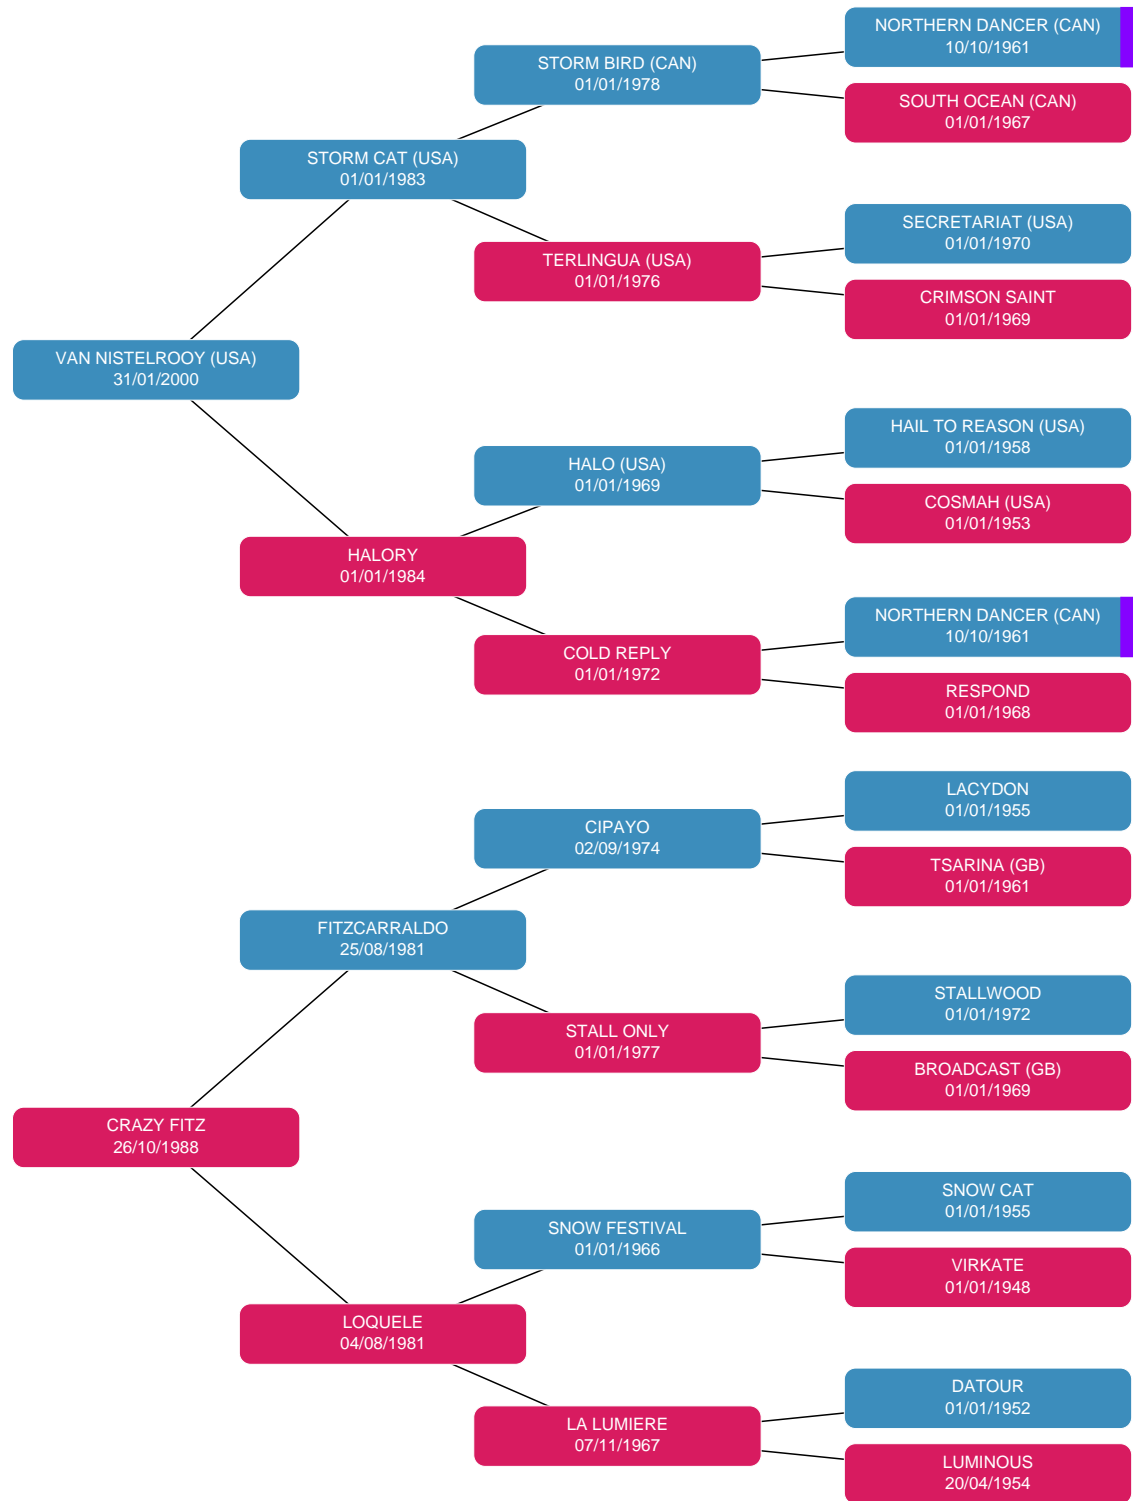 NORTHERN DANCER (CAN)
10/10/1961
STORM BIRD (CAN)
01/01/1978
SOUTH OCEAN (CAN)
01/01/1967
STORM CAT (USA)
01/01/1983
SECRETARIAT (USA)
01/01/1970
TERLINGUA (USA)
01/01/1976
CRIMSON SAINT
01/01/1969
VAN NISTELROOY (USA)
31/01/2000
HAIL TO REASON (USA)
01/01/1958
HALO (USA)
01/01/1969
COSMAH (USA)
01/01/1953
HALORY
01/01/1984
NORTHERN DANCER (CAN)
10/10/1961
COLD REPLY
01/01/1972
RESPOND
01/01/1968
LACYDON
01/01/1955
CIPAYO
02/09/1974
TSARINA (GB)
01/01/1961
FITZCARRALDO
25/08/1981
STALLWOOD
01/01/1972
STALL ONLY
01/01/1977
BROADCAST (GB)
01/01/1969
CRAZY FITZ
26/10/1988
SNOW CAT
01/01/1955
SNOW FESTIVAL
01/01/1966
VIRKATE
01/01/1948
LOQUELE
04/08/1981
DATOUR
01/01/1952
LA LUMIERE
07/11/1967
LUMINOUS
20/04/1954